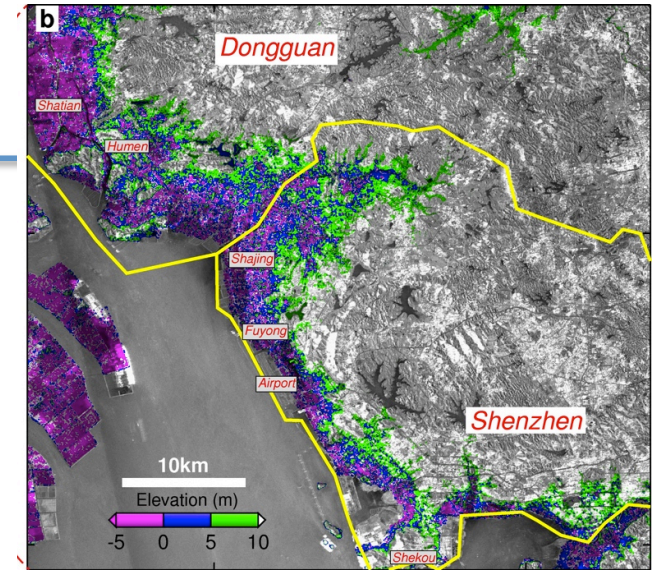 b
Dongguan
Shatian
Humen
Shajing
Fuyong
Airport
Shenzhen
10km
Elevation (m)
-5 0 5 10
Shekou